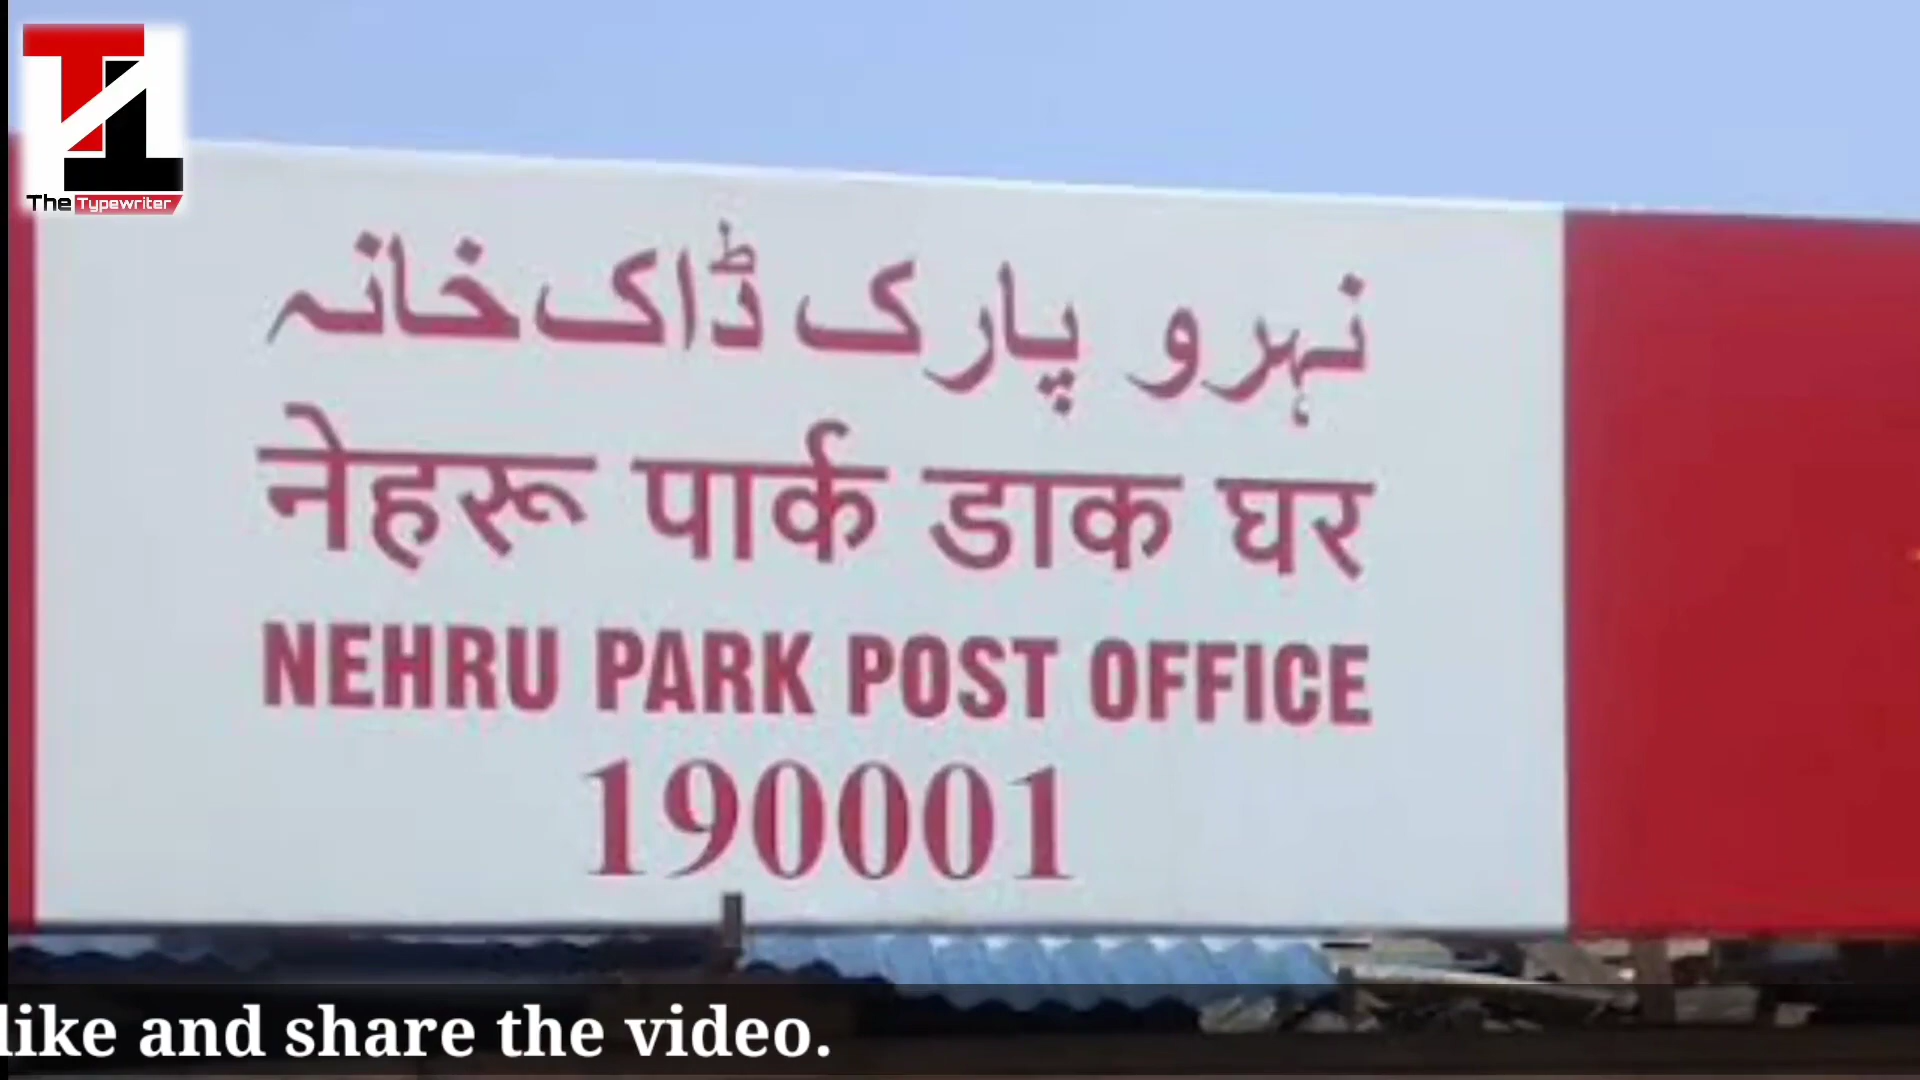 The Typewriter
نہرو پارک ڈاک خانہ
नेहरू पार्क डाक घर
NEHRU PARK POST OFFICE
190001
like and share the video.